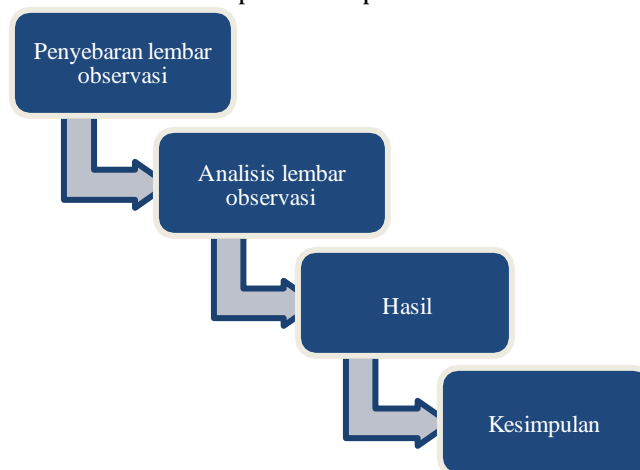 Penyebaran lembar
observasi
Analisis lembar
observasi
Hasil
Kesimpulan